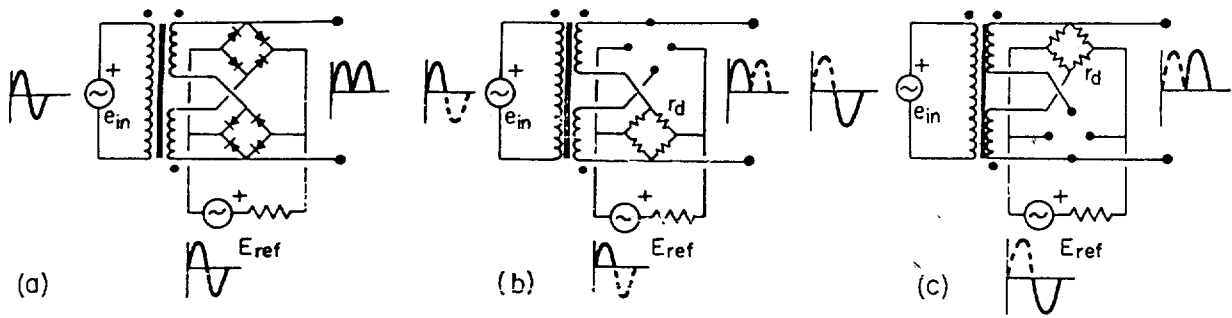 +
e_in
+
E_ref
(a)
+
e_in
r_d
+
E_ref
(b)
+
e_in
r_d
+
E_ref
(c)